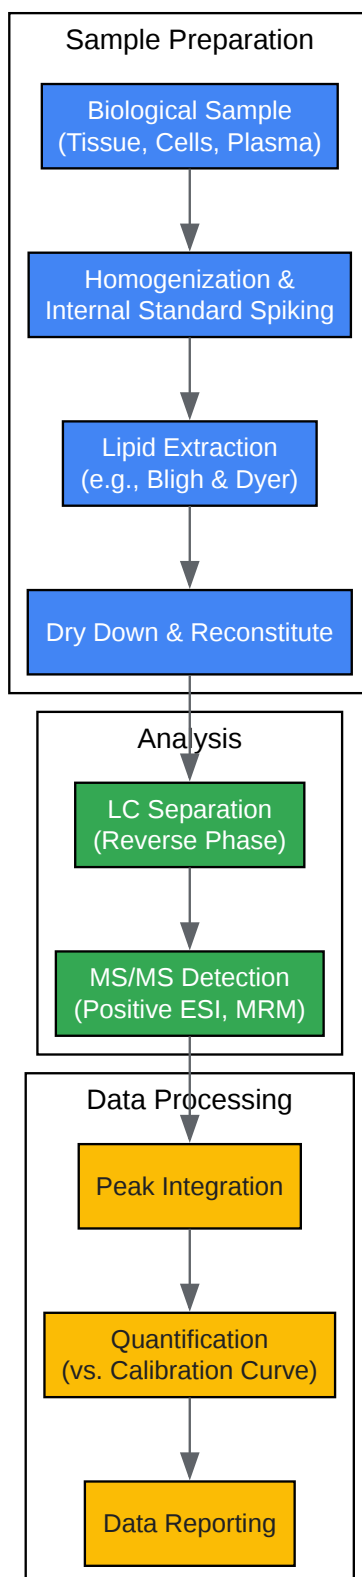 Sample Preparation
Biological Sample
(Tissue, Cells, Plasma)
Homogenization &
Internal Standard Spiking
Lipid Extraction
(e.g., Bligh & Dyer)
Dry Down & Reconstitute
Analysis
LC Separation
(Reverse Phase)
MS/MS Detection
(Positive ESI, MRM)
Data Processing
Peak Integration
Quantification
(vs. Calibration Curve)
Data Reporting